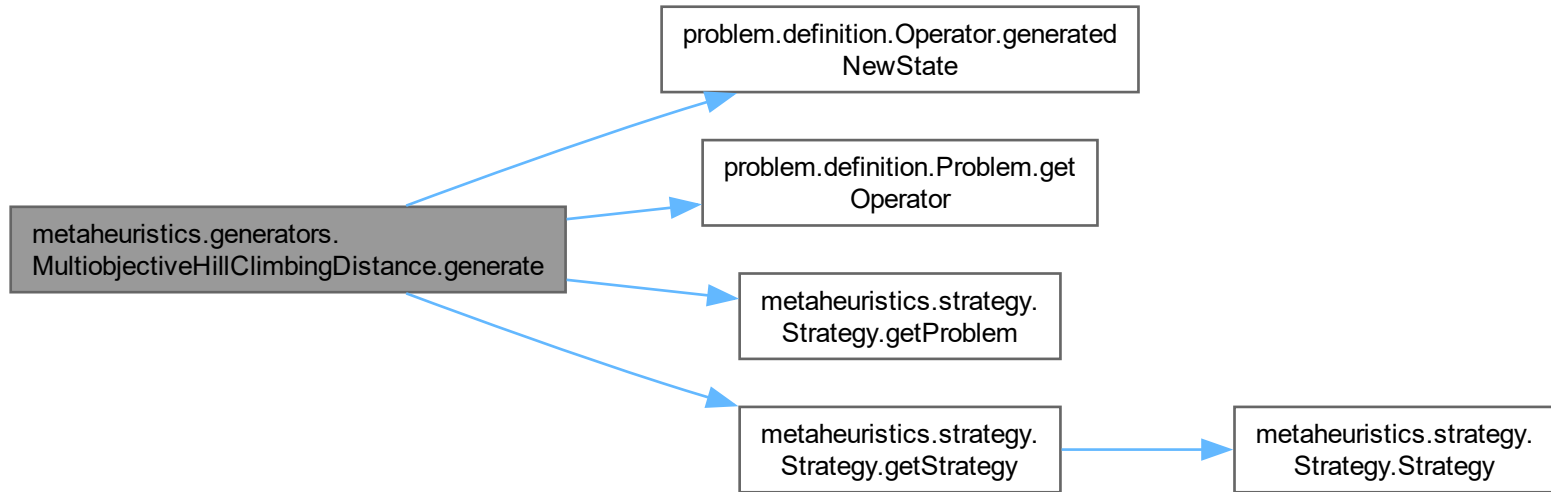 problem.definition.Operator.generated
NewState
problem.definition.Problem.get
Operator
metaheuristics.generators.
MultiobjectiveHillClimbingDistance.generate
metaheuristics.strategy.
Strategy.getProblem
metaheuristics.strategy.
Strategy.getStrategy
metaheuristics.strategy.
Strategy.Strategy